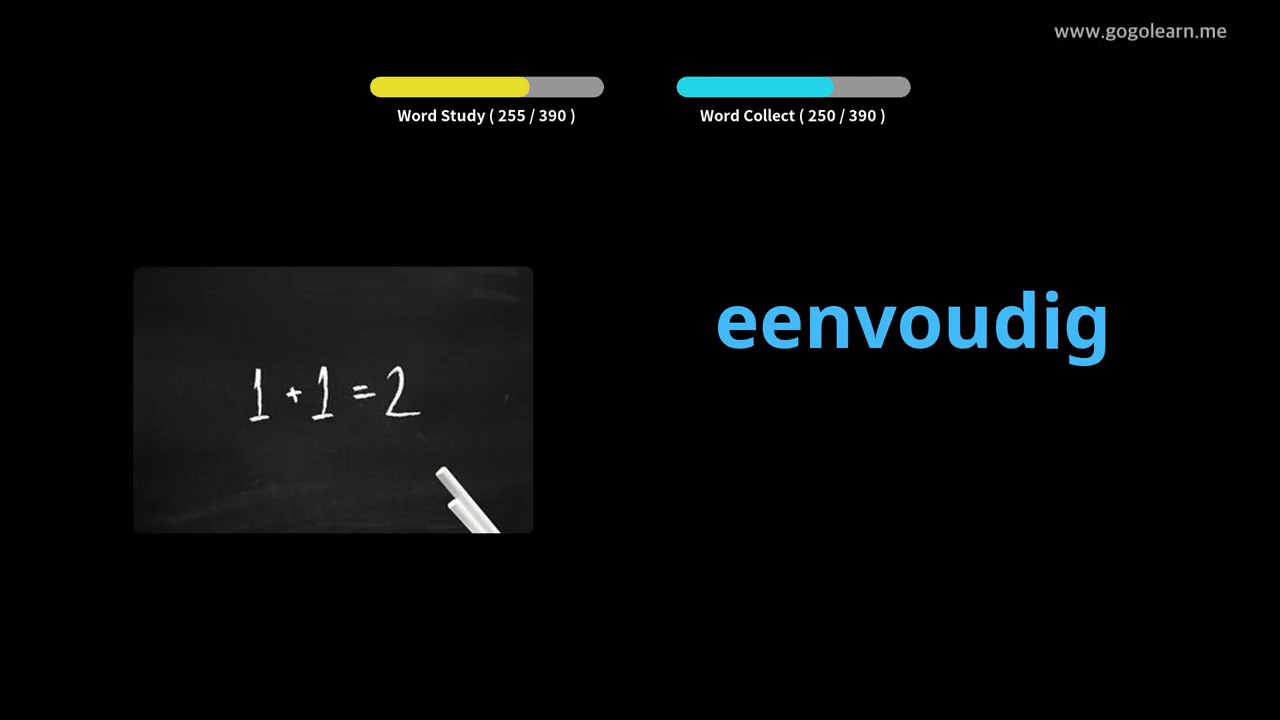 www.gogolearn.me
Word Study ( 255 / 390 )
Word Collect ( 250 / 390 )
eenvoudig
1 + 1 = 2